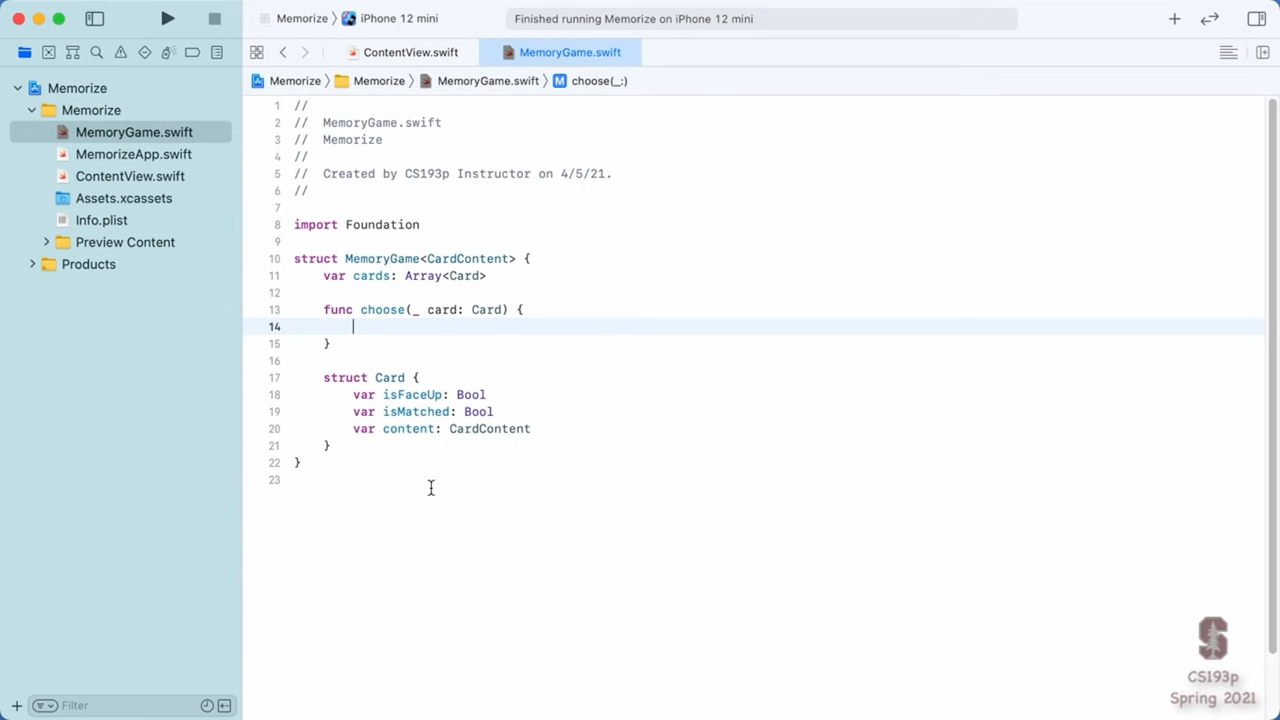 Memorize iPhone 12 mini Finished running Memorize on iPhone 12 mini
ContentView.swift MemoryGame.swift
Memorize Memorize MemoryGame.swift M choose(_:)
Memorize
Memorize
MemoryGame.swift
MemorizeApp.swift
ContentView.swift
Assets.xcassets
Info.plist
Preview Content
Products
Filter
1 //
2 // MemoryGame.swift
3 // Memorize
4 //
5 // Created by CS193p Instructor on 4/5/21.
6 //
7
8 import Foundation
9
10 struct MemoryGame<CardContent> {
11 var cards: Array<Card>
12
13 func choose(_ card: Card) {
14
15 }
16
17 struct Card {
18 var isFaceUp: Bool
19 var isMatched: Bool
20 var content: CardContent
21 }
22 }
23
S
CS193p
Spring 2021